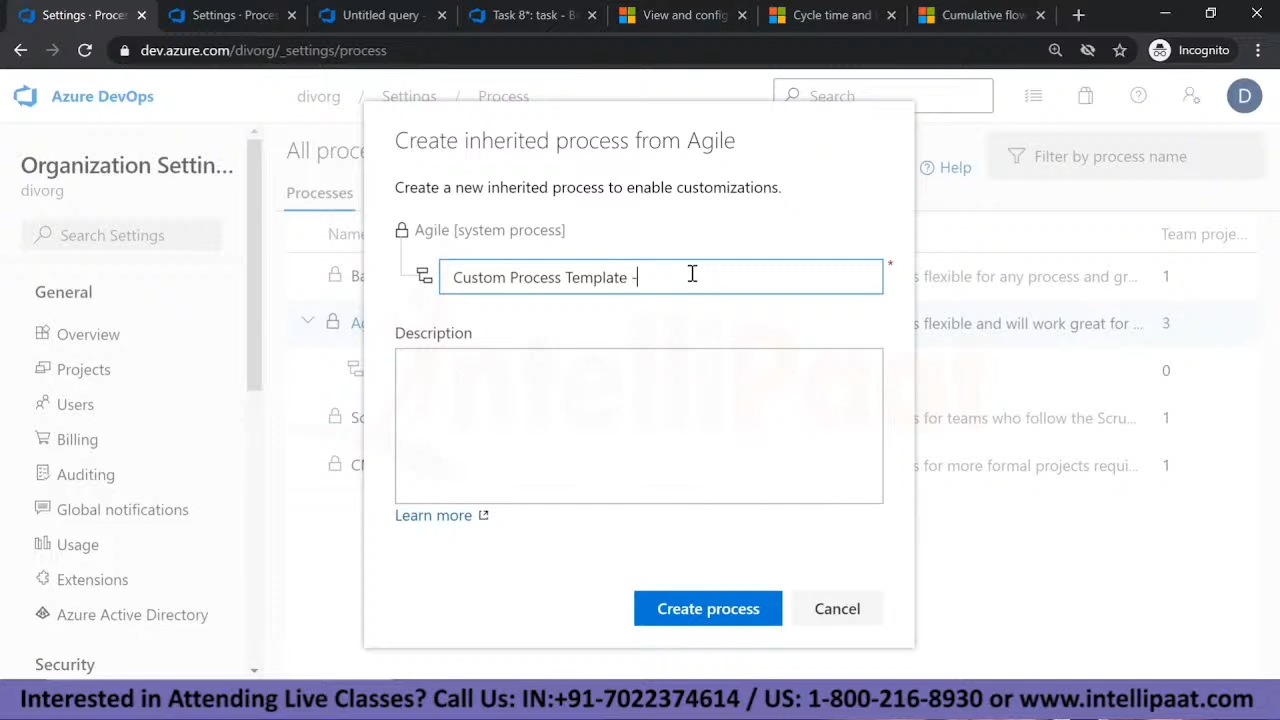 Settings - Proces
Settings - Proces
Untitled query -
Task 8*: task - B
View and config
Cycle time and
Cumulative flow
dev.azure.com/divorg/_settings/process
Incognito
Azure DevOps
divorg / Settings / Process
Search
D
Organization Settin...
divorg
Search Settings
General
Overview
Projects
Users
Billing
Auditing
Global notifications
Usage
Extensions
Azure Active Directory
Security
All proce
Help
Filter by process name
Processes
Name
Team proje...
Ba
s flexible for any process and gr...
1
Ag
s flexible and will work great for ...
3
0
Sc
s for teams who follow the Scru...
1
CM
s for more formal projects requi...
1
Create inherited process from Agile
Create a new inherited process to enable customizations.
Agile [system process]
Custom Process Template -
*
Description
Learn more
Create process
Cancel
IntelliPaat
Interested in Attending Live Classes? Call Us: IN:+91-7022374614 / US: 1-800-216-8930 or www.intellipaat.com